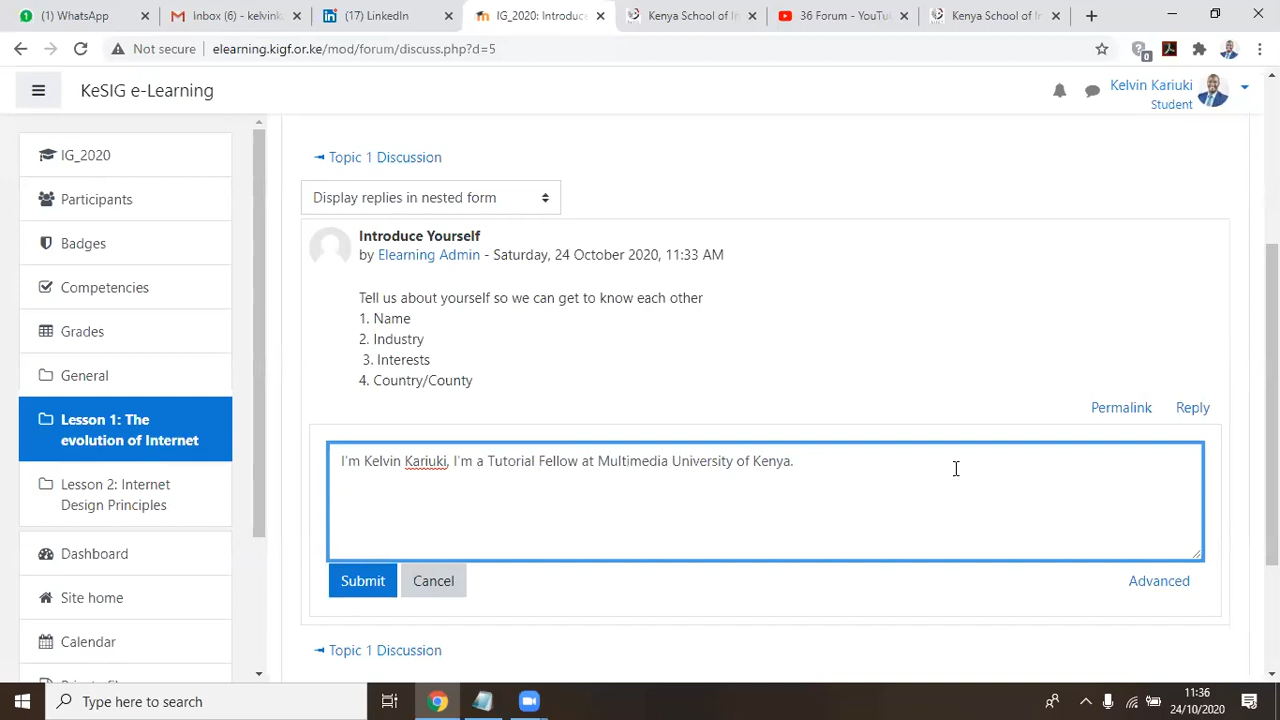 (1) WhatsApp
Inbox (6) - kelvink
(17) LinkedIn
IG_2020: Introduc
Kenya School of In
36 Forum - YouTu
Kenya School of In
Not secure
elearning.kigf.or.ke/mod/forum/discuss.php?d=5
0
KeSIG e-Learning
Kelvin Kariuki
Student
IG_2020
Participants
Badges
Competencies
Grades
General
Lesson 1: The
evolution of Internet
Lesson 2: Internet
Design Principles
Dashboard
Site home
Calendar
Topic 1 Discussion
Display replies in nested form
Introduce Yourself
by Elearning Admin - Saturday, 24 October 2020, 11:33 AM
Tell us about yourself so we can get to know each other
1. Name
2. Industry
3. Interests
4. Country/County
Permalink
Reply
I'm Kelvin Kariuki, I'm a Tutorial Fellow at Multimedia University of Kenya.
Submit
Cancel
Advanced
Topic 1 Discussion
Type here to search
11:36
24/10/2020